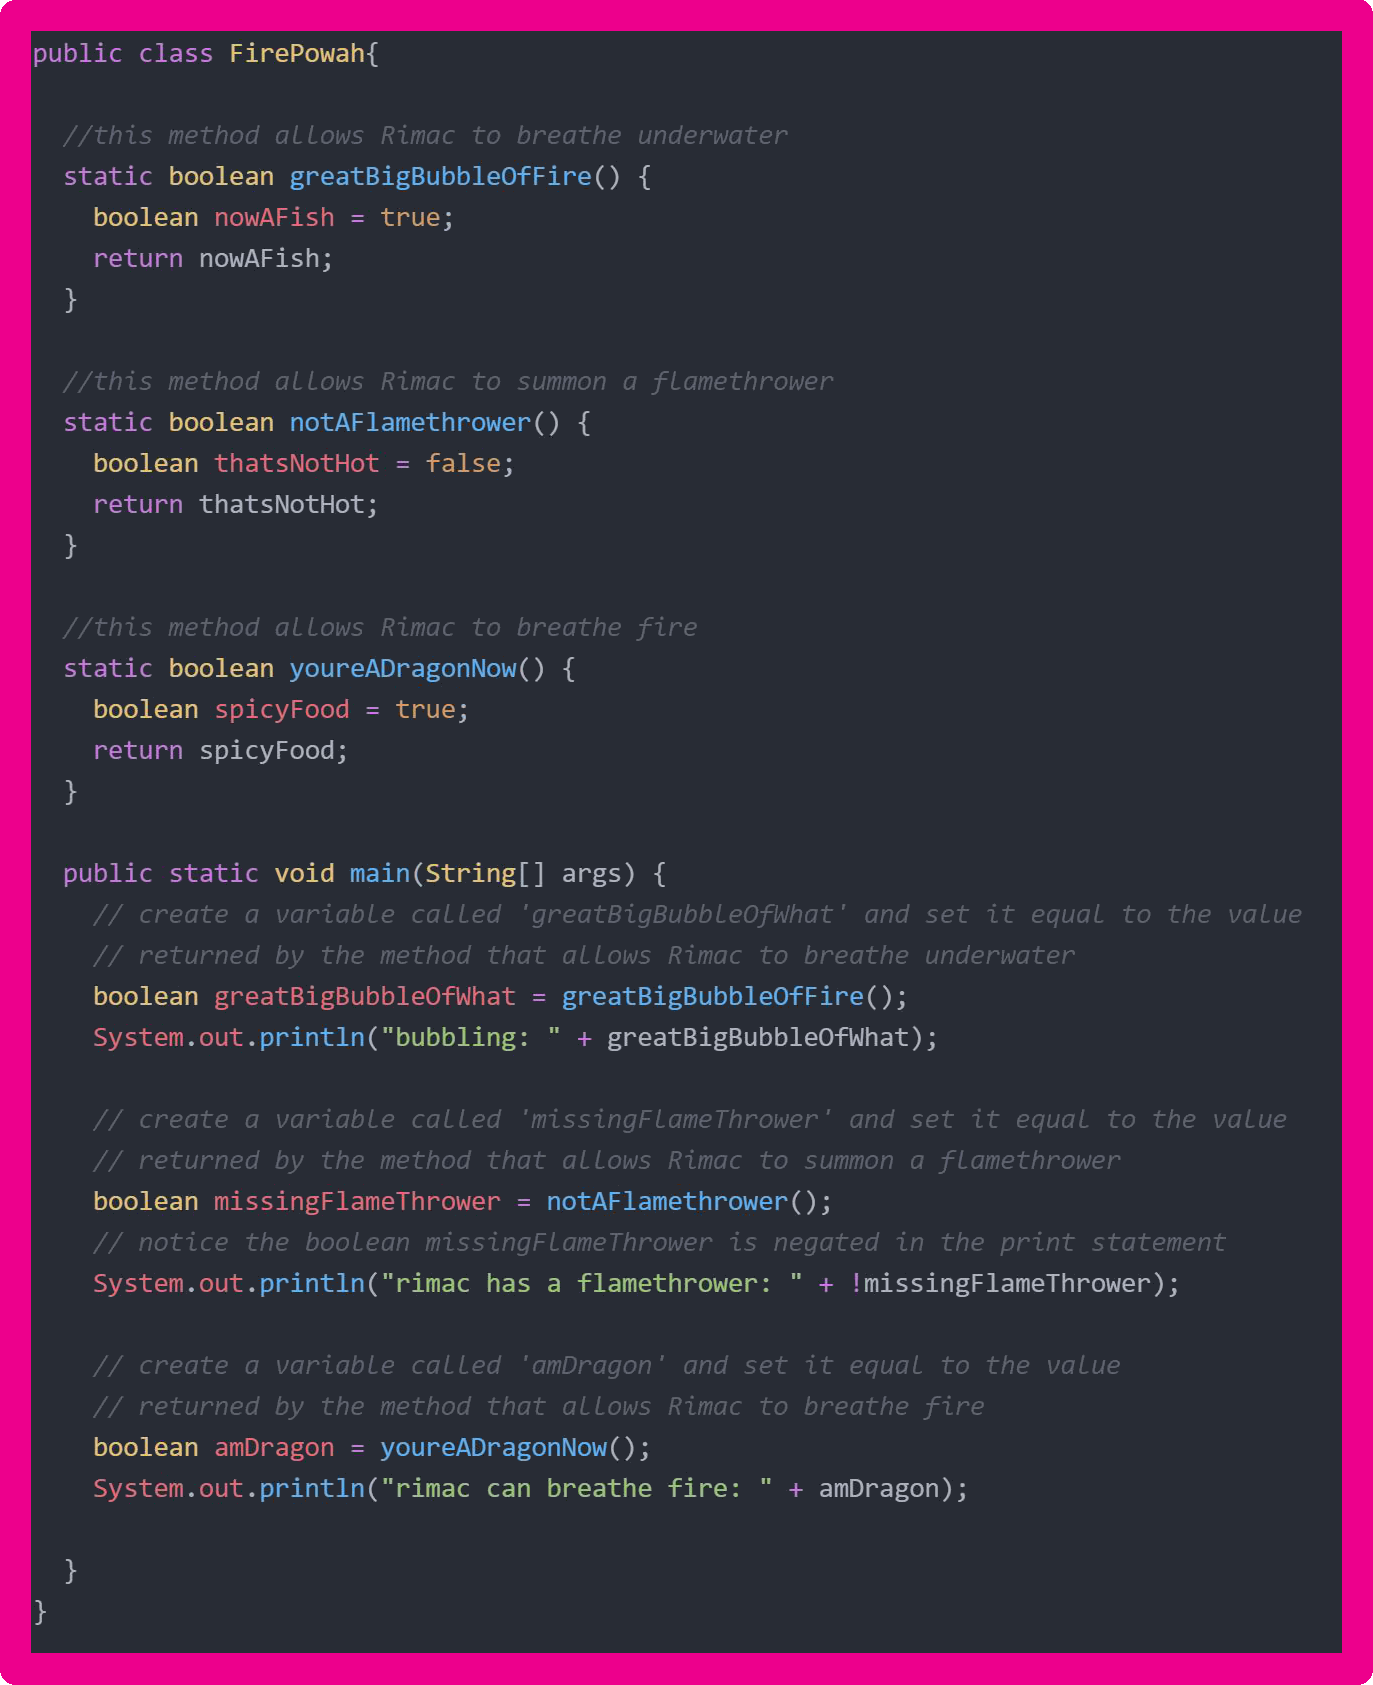 public class FirePowah{
//this method allows Rimac to breathe underwater
static boolean greatBigBubbleOfFire() {
boolean nowAFish = true;
return nowAFish;
}
//this method allows Rimac to summon a flamethrower
static boolean notAFlamethrower() {
boolean thatsNotHot = false;
return thatsNotHot;
}
//this method allows Rimac to breathe fire
static boolean youreADragonNow() {
boolean spicyFood = true;
return spicyFood;
}
public static void main(String[] args) {
// create a variable called 'greatBigBubbleOfWhat' and set it equal to the value
// returned by the method that allows Rimac to breathe underwater
boolean greatBigBubbleOfWhat = greatBigBubbleOfFire();
System.out.println("bubbling: " + greatBigBubbleOfWhat);
// create a variable called 'missingFlameThrower' and set it equal to the value
// returned by the method that allows Rimac to summon a flamethrower
boolean missingFlameThrower = notAFlamethrower();
// notice the boolean missingFlameThrower is negated in the print statement
System.out.println("rimac has a flamethrower: " + !missingFlameThrower);
// create a variable called 'amDragon' and set it equal to the value
// returned by the method that allows Rimac to breathe fire
boolean amDragon = youreADragonNow();
System.out.println("rimac can breathe fire: " + amDragon);
}
}